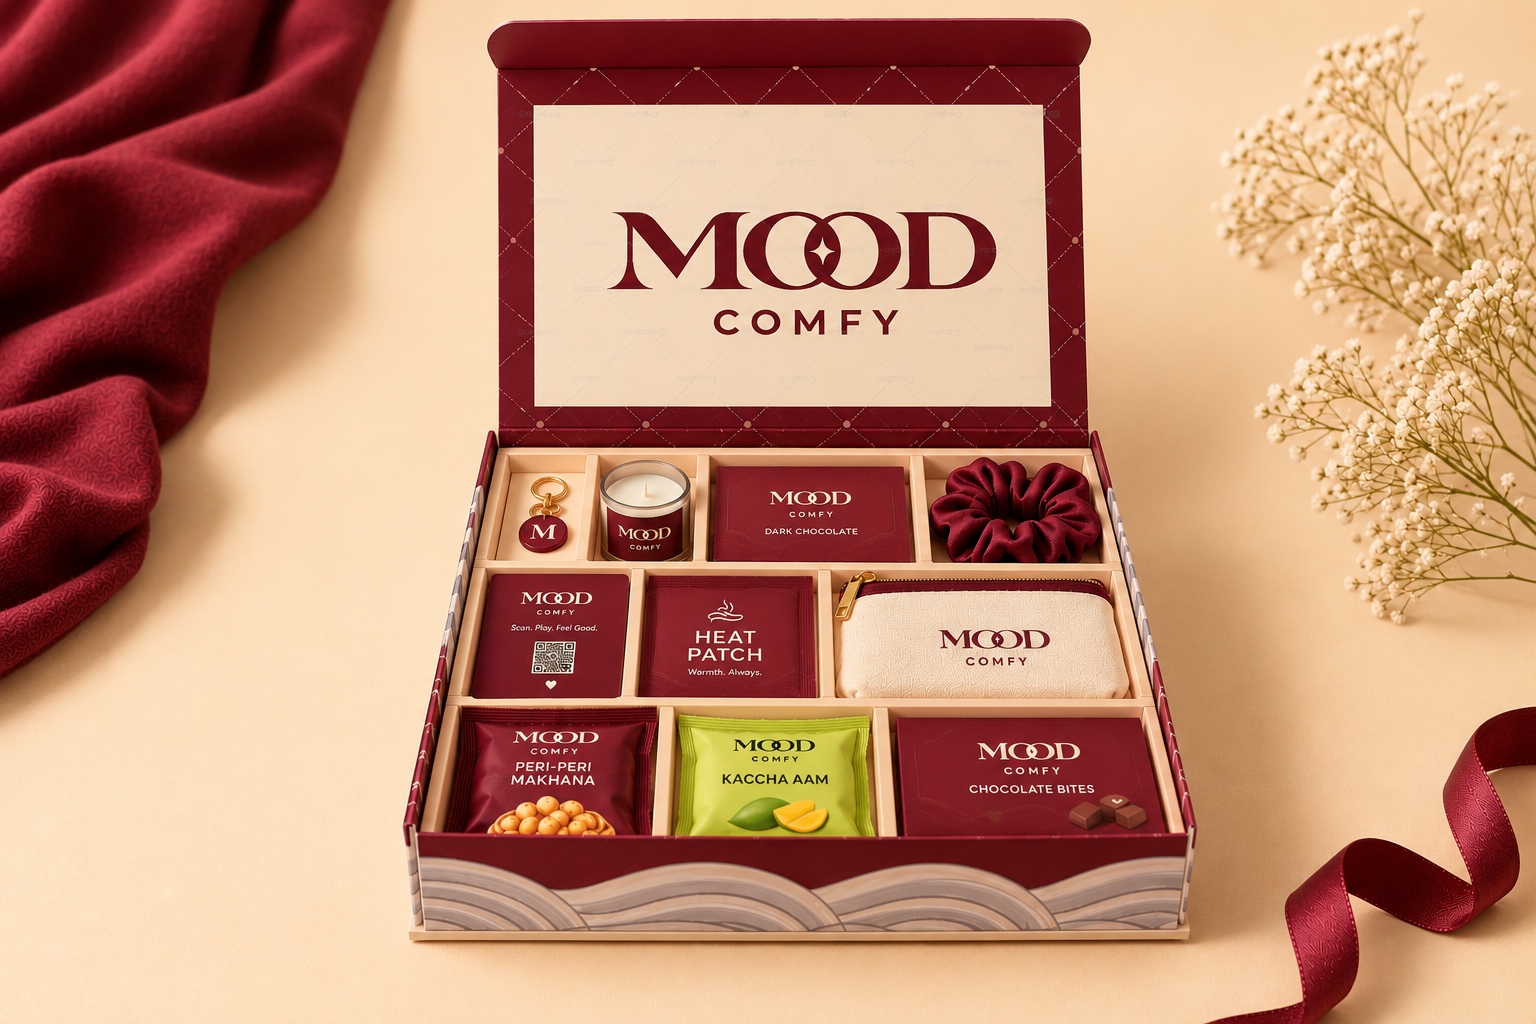 MOOD
COMFY
M
MOOD
COMFY
MOOD
COMFY
DARK CHOCOLATE
MOOD
COMFY
Scan. Play. Feel Good.
HEAT
PATCH
Warmth. Always.
MOOD
COMFY
MOOD
COMFY
PERI-PERI
MAKHANA
MOOD
COMFY
KACCHA AAM
MOOD
COMFY
CHOCOLATE BITES